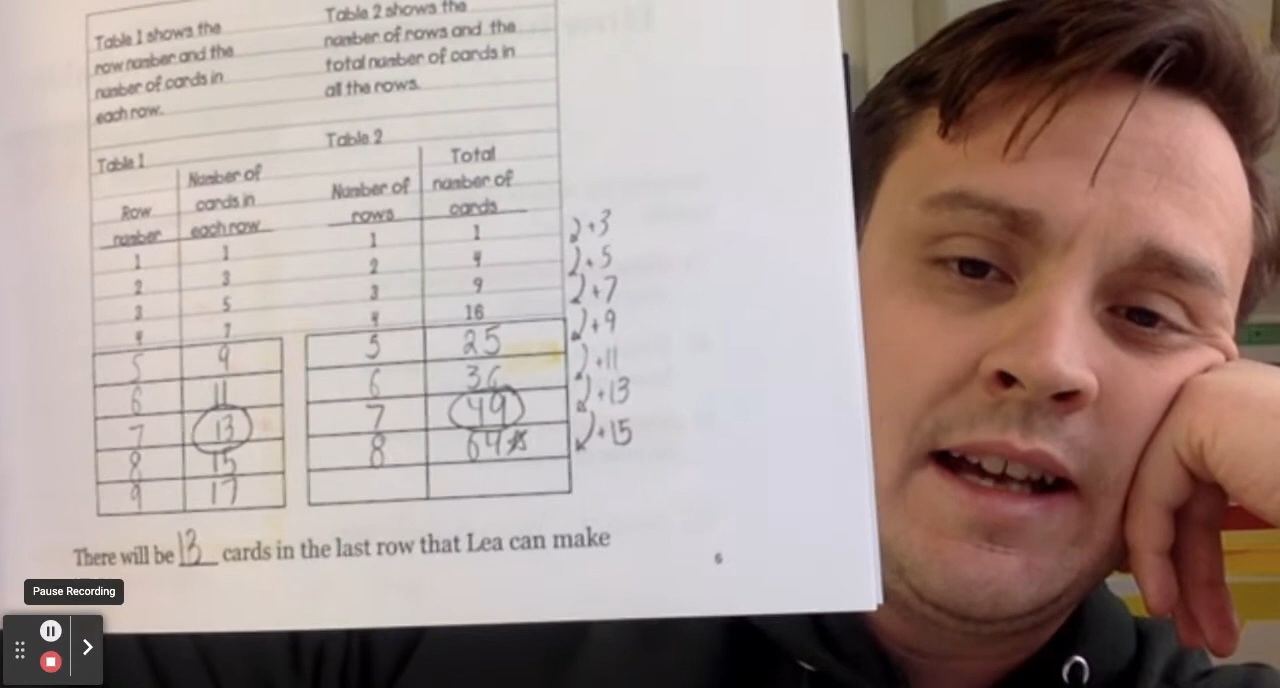 Table 1 shows the
row number and the
number of cards in
each row.
Table 2 shows the
number of rows and the
total number of cards in
all the rows.
Table 1
Row number
Number of cards in each row
1 1
2 3
3 5
4 7
5 9
6 11
7 13
8 15
9 17
Table 2
Number of rows
Total number of cards
1 1
2 4
3 9
4 16
5 25
6 36
7 49
8 64
+3
+5
+7
+9
+11
+13
+15
There will be 13 cards in the last row that Lea can make
6
Pause Recording